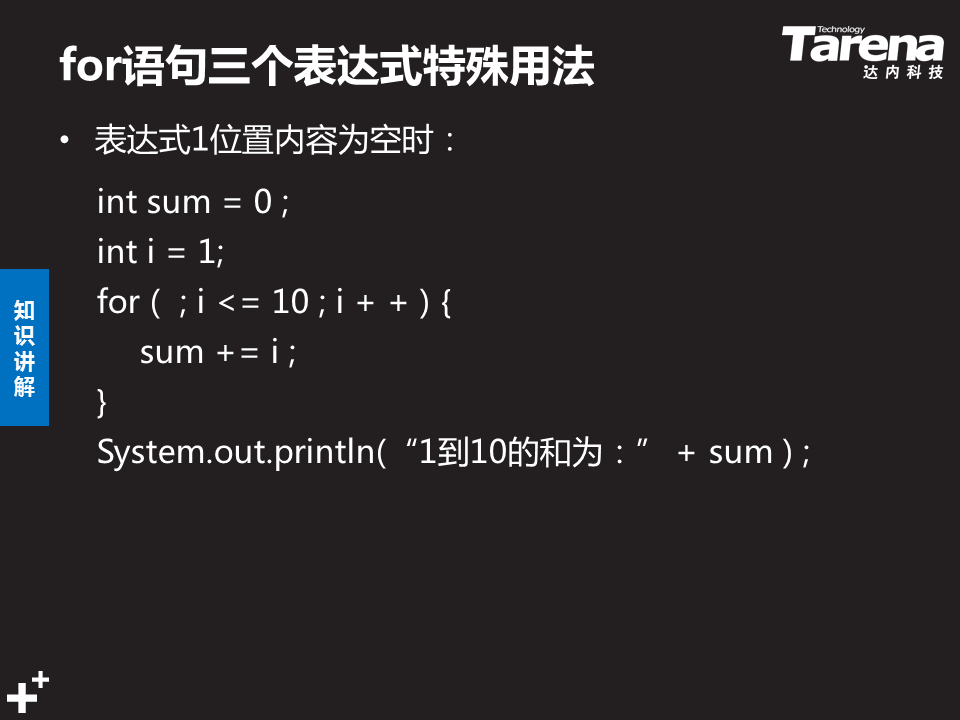 for语句三个表达式特殊用法
Technology
Tarena
达内科技
• 表达式1位置内容为空时：
int sum = 0 ;
int i = 1;
for (  ; i <= 10 ; i + + ) {
sum += i ;
}
System.out.println( “1到10的和为：” + sum ) ;
知识讲解